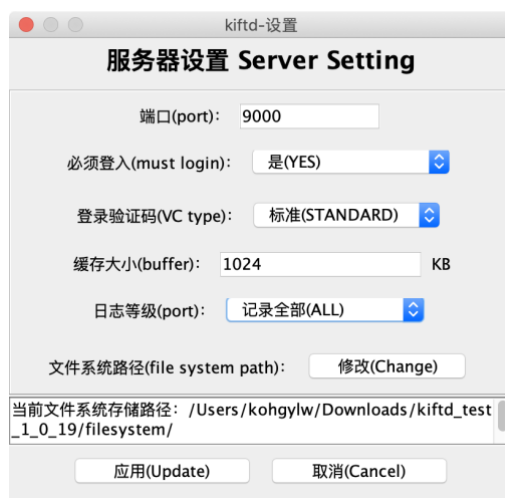 kiftd-设置
服务器设置 Server Setting
端口(port)： 9000
必须登入(must login)： 是(YES)
登录验证码(VC type)： 标准(STANDARD)
缓存大小(buffer)： 1024 KB
日志等级(port)： 记录全部(ALL)
文件系统路径(file system path)： 修改(Change)
当前文件系统存储路径：/Users/kohgylw/Downloads/kiftd_test
_1_0_19/filesystem/
应用(Update) 取消(Cancel)